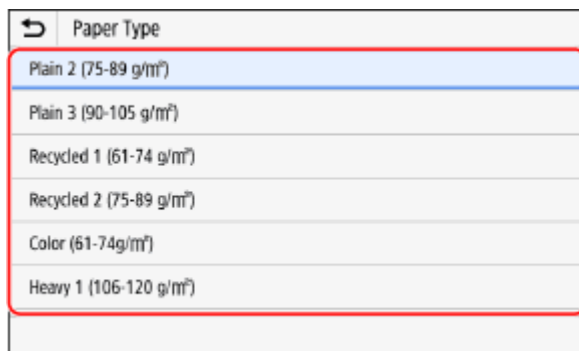 Paper Type
Plain 2 (75-89 g/m²)
Plain 3 (90-105 g/m²)
Recycled 1 (61-74 g/m²)
Recycled 2 (75-89 g/m²)
Color (61-74g/m²)
Heavy 1 (106-120 g/m²)